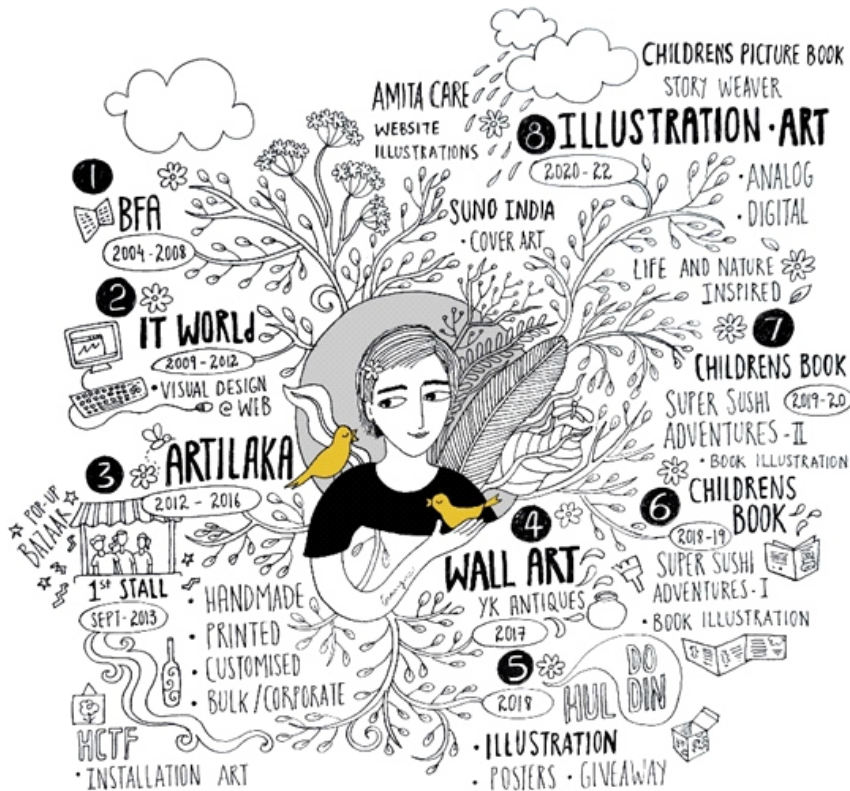 1
BFA
2004-2008
2
IT WORLd
2009-2012
• VISUAL DESIGN
@ WEB
3
ARTILAKA
2012 - 2016
POP-UP
BAZAAR
1ST STALL
SEPT-2013
• HANDMADE
• PRINTED
• CUSTOMISED
• BULK/CORPORATE
HCTF
• INSTALLATION ART
4
WALL ART
YK ANTIQUES
2017
5
2018
HUL
DO
DIN
• ILLUSTRATION
• POSTERS • GIVEAWAY
6
CHILDRENS
BOOK
2018-19
SUPER SUSHI
ADVENTURES-I
• BOOK ILLUSTRATION
7
CHILDRENS BOOK
2019-20
SUPER SUSHI
ADVENTURES-II
• BOOK ILLUSTRATION
8
ILLUSTRATION•ART
2020-22
• ANALOG
• DIGITAL
LIFE AND NATURE
INSPIRED
CHILDRENS PICTURE BOOK
STORY WEAVER
AMITA CARE
WEBSITE
ILLUSTRATIONS
SUNO INDIA
• COVER ART